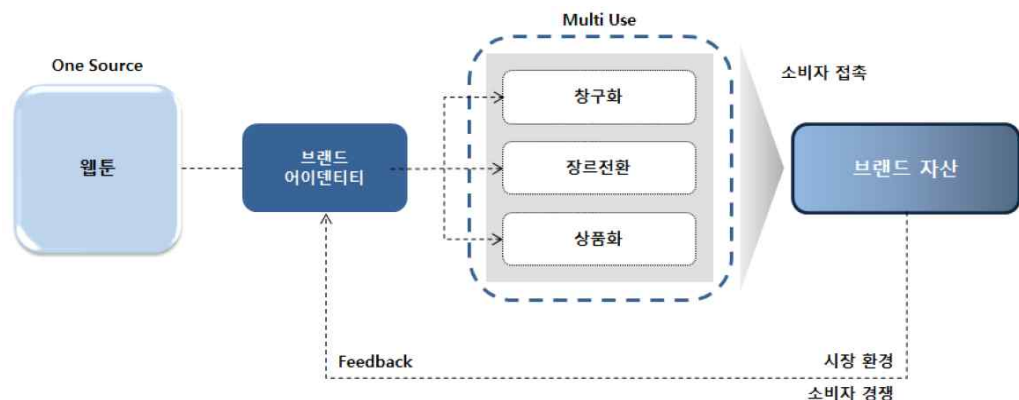 Multi Use
One Source
소비자 접촉
창구화
웹툰
브랜드
어이덴티티
장르전환
브랜드 자산
상품화
Feedback
시장 환경
소비자 경쟁